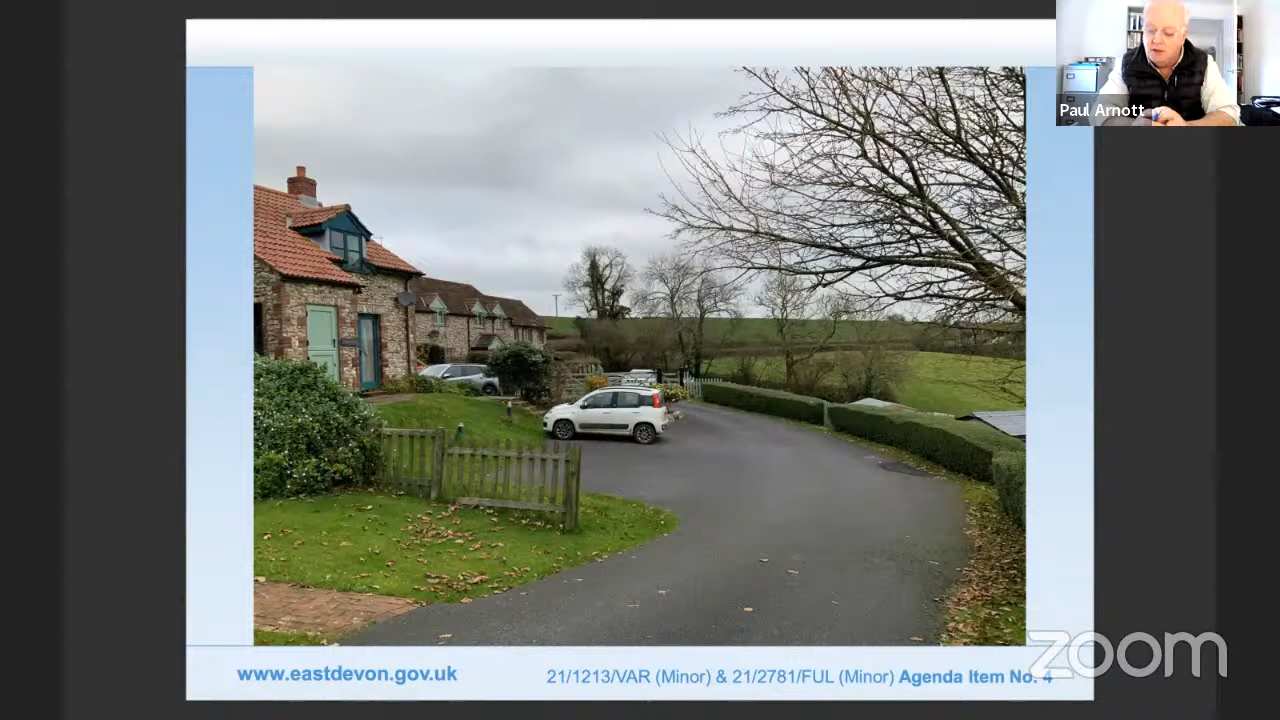 Paul Arnott
www.eastdevon.gov.uk
21/1213/VAR (Minor) & 21/2781/FUL (Minor) Agenda Item No. 4
zoom